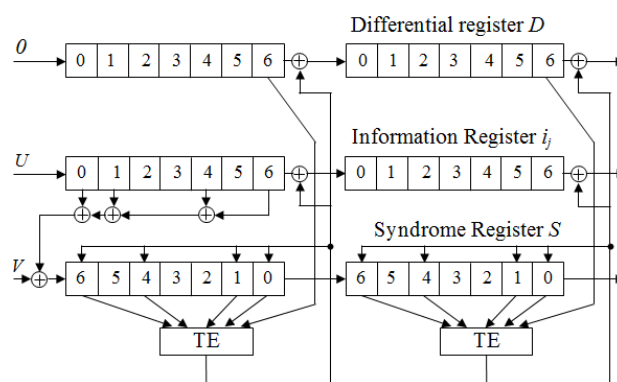 Differential register D
0
0 1 2 3 4 5 6
0 1 2 3 4 5 6
Information Register ij
U
0 1 2 3 4 5 6
0 1 2 3 4 5 6
Syndrome Register S
V
6 5 4 3 2 1 0
6 5 4 3 2 1 0
TE
TE